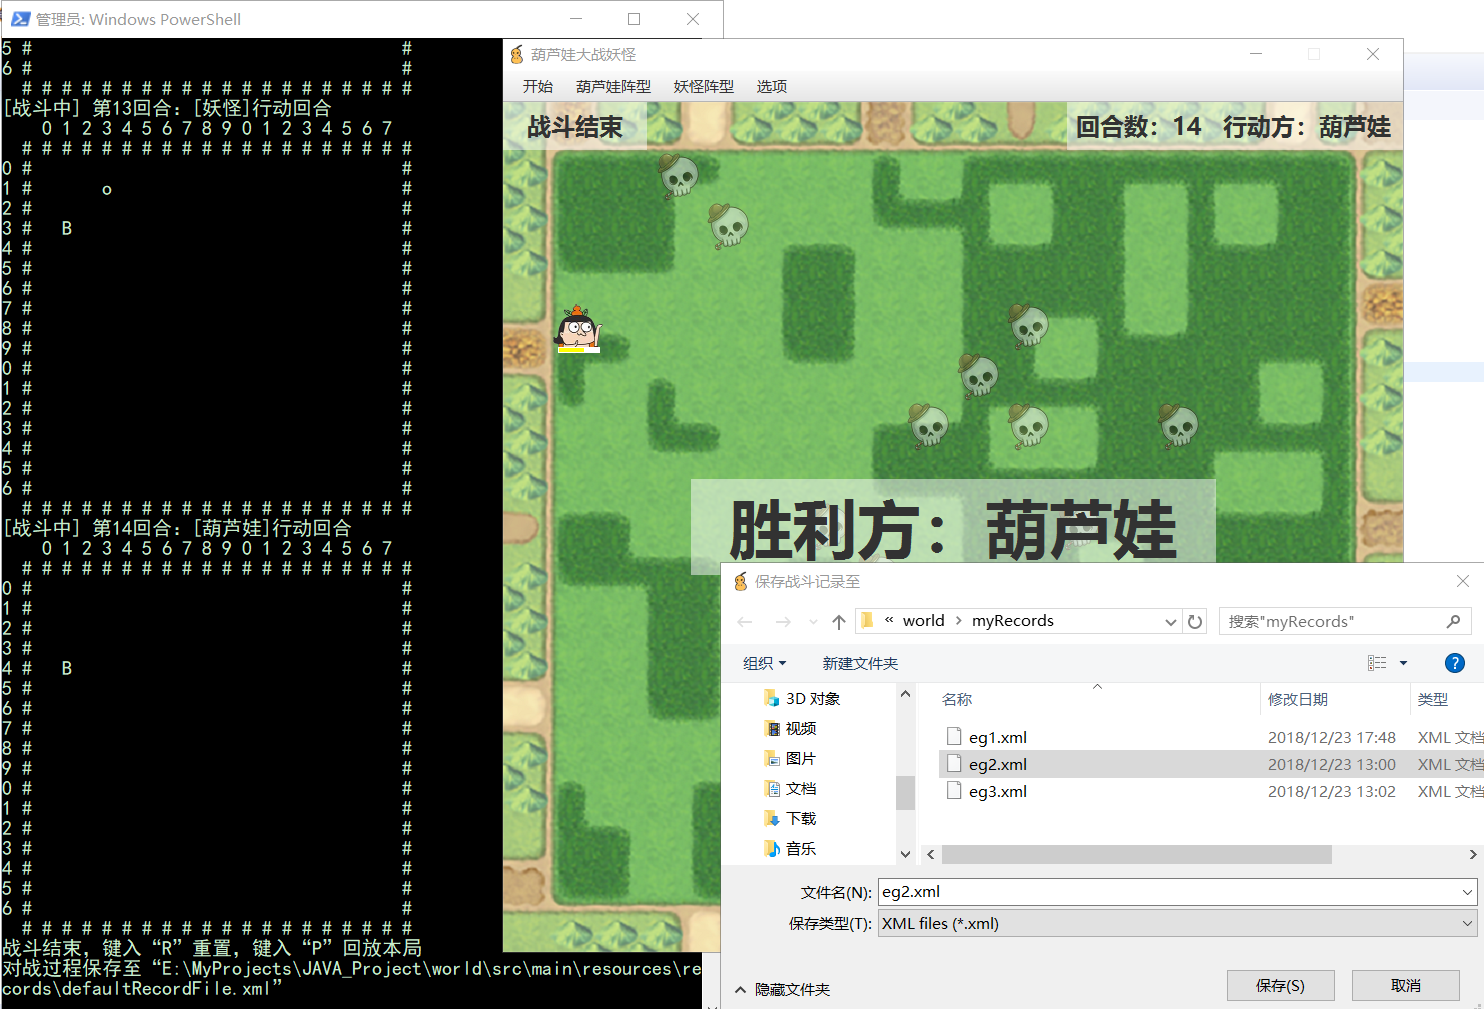 管理员: Windows PowerShell
5 # #
6 # #
# # # # # # # # # # # # # # # # # # # #
[战斗中] 第13回合: [妖怪]行动回合
0 1 2 3 4 5 6 7 8 9 0 1 2 3 4 5 6 7
# # # # # # # # # # # # # # # # # # # #
0 # #
1 # o #
2 # #
3 # B #
4 # #
5 # #
6 # #
7 # #
8 # #
9 # #
0 # #
1 # #
2 # #
3 # #
4 # #
5 # #
6 # #
# # # # # # # # # # # # # # # # # # # #
[战斗中] 第14回合: [葫芦娃]行动回合
0 1 2 3 4 5 6 7 8 9 0 1 2 3 4 5 6 7
# # # # # # # # # # # # # # # # # # # #
0 # #
1 # #
2 # #
3 # #
4 # B #
5 # #
6 # #
7 # #
8 # #
9 # #
0 # #
1 # #
2 # #
3 # #
4 # #
5 # #
6 # #
# # # # # # # # # # # # # # # # # # # #
战斗结束, 键入“R”重置, 键入“P”回放本局
对战过程保存至“E:\MyProjects\JAVA_Project\world\src\main\resources\re
cords\defaultRecordFile.xml”
葫芦娃大战妖怪
开始 葫芦娃阵型 妖怪阵型 选项
战斗结束 回合数: 14 行动方: 葫芦娃
胜利方: 葫芦娃
保存战斗记录至
« world › myRecords 搜索"myRecords"
组织 新建文件夹
3D 对象
视频
图片
文档
下载
音乐
名称 修改日期 类型
eg1.xml 2018/12/23 17:48 XML 文档
eg2.xml 2018/12/23 13:00 XML 文档
eg3.xml 2018/12/23 13:02 XML 文档
文件名(N): eg2.xml
保存类型(T): XML files (*.xml)
隐藏文件夹 保存(S) 取消